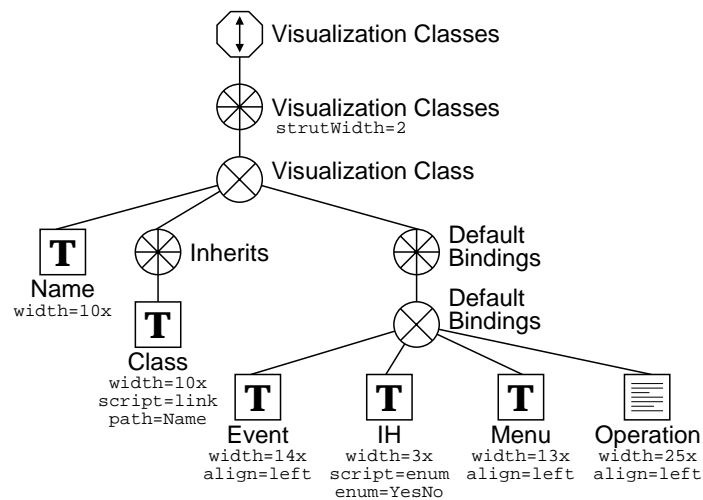 Visualization Classes
Visualization Classes
strutWidth=2
Visualization Class
T
Name
width=10x
Inherits
T
Class
width=10x
script=link
path=Name
Default
Bindings
Default
Bindings
T
Event
width=14x
align=left
T
IH
width=3x
script=enum
enum=YesNo
T
Menu
width=13x
align=left
Operation
width=25x
align=left